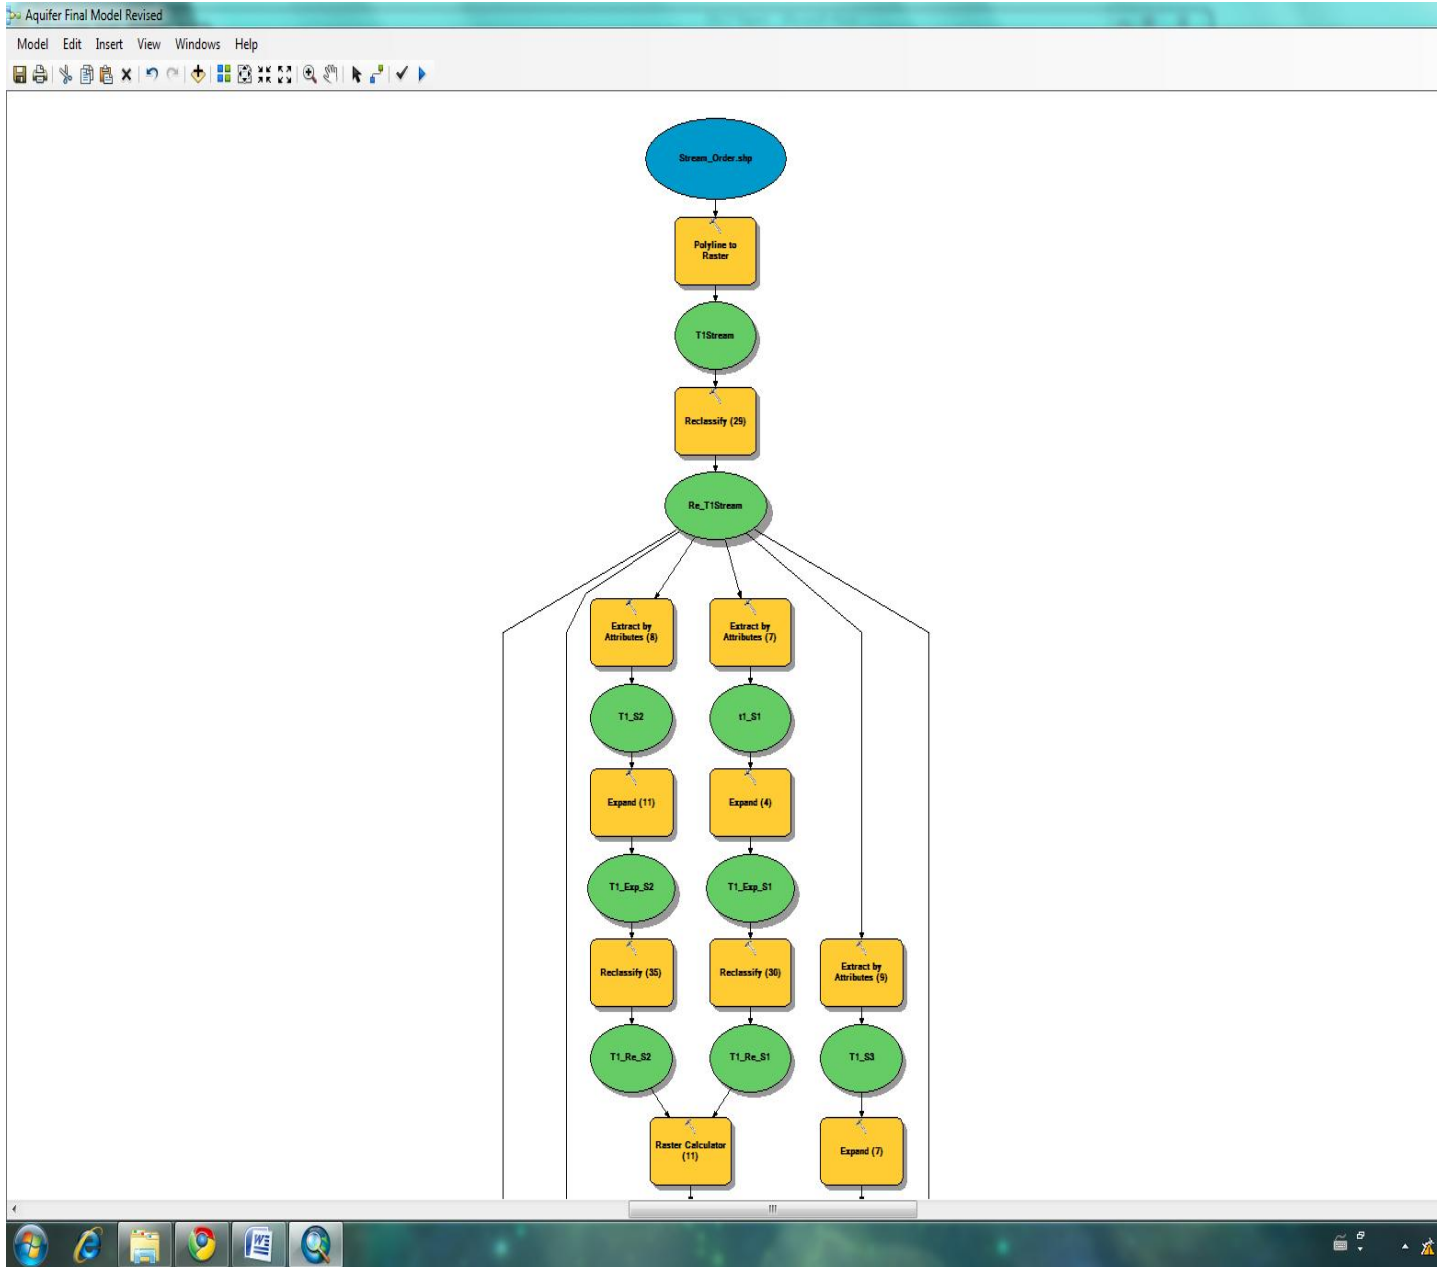 Aquifer Final Model Revised
Model Edit Insert View Windows Help
Stream_Order.shp
Polyline to
Raster
T1Stream
Reclassify (29)
Re_T1Stream
Extract by
Attributes (8)
Extract by
Attributes (7)
T1_S2
t1_S1
Expand (11)
Expand (4)
T1_Exp_S2
T1_Exp_S1
Reclassify (35)
Reclassify (30)
Extract by
Attributes (9)
T1_Re_S2
T1_Re_S1
T1_S3
Raster Calculator
(11)
Expand (7)